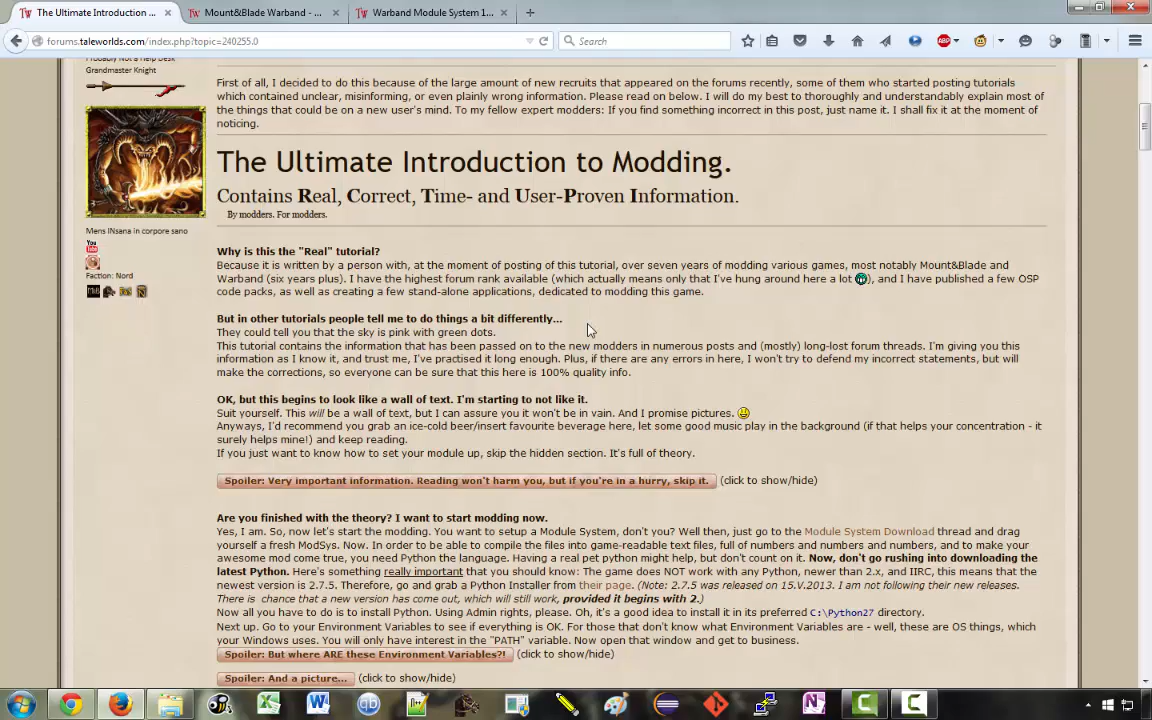 The Ultimate Introduction ...
Mount&Blade Warband - ...
Warband Module System 1...
forums.taleworlds.com/index.php?topic=240255.0
Search
Probably Not a Help Desk
Grandmaster Knight
First of all, I decided to do this because of the large amount of new recruits that appeared on the forums recently, some of them who started posting tutorials
which contained unclear, misinforming, or even plainly wrong information. Please read on below. I will do my best to thoroughly and understandably explain most of
the things that could be on a new user's mind. To my fellow expert modders: If you find something incorrect in this post, just name it. I shall fix it at the moment of
noticing.
The Ultimate Introduction to Modding.
Contains Real, Correct, Time- and User-Proven Information.
By modders. For modders.
Mens INsana in corpore sano
You
Tube
Faction: Nord
Why is this the "Real" tutorial?
Because it is written by a person with, at the moment of posting of this tutorial, over seven years of modding various games, most notably Mount&Blade and
Warband (six years plus). I have the highest forum rank available (which actually means only that I've hung around here a lot ), and I have published a few OSP
code packs, as well as creating a few stand-alone applications, dedicated to modding this game.
But in other tutorials people tell me to do things a bit differently...
They could tell you that the sky is pink with green dots.
This tutorial contains the information that has been passed on to the new modders in numerous posts and (mostly) long-lost forum threads. I'm giving you this
information as I know it, and trust me, I've practised it long enough. Plus, if there are any errors in here, I won't try to defend my incorrect statements, but will
make the corrections, so everyone can be sure that this here is 100% quality info.
OK, but this begins to look like a wall of text. I'm starting to not like it.
Suit yourself. This will be a wall of text, but I can assure you it won't be in vain. And I promise pictures.
Anyways, I'd recommend you grab an ice-cold beer/insert favourite beverage here, let some good music play in the background (if that helps your concentration - it
surely helps mine!) and keep reading.
If you just want to know how to set your module up, skip the hidden section. It's full of theory.
Spoiler: Very important information. Reading won't harm you, but if you're in a hurry, skip it. (click to show/hide)
Are you finished with the theory? I want to start modding now.
Yes, I am. So, now let's start the modding. You want to setup a Module System, don't you? Well then, just go to the Module System Download thread and drag
yourself a fresh ModSys. Now. In order to be able to compile the files into game-readable text files, full of numbers and numbers and numbers, and to make your
awesome mod come true, you need Python the language. Having a real pet python might help, but don't count on it. Now, don't go rushing into downloading the
latest Python. Here's something really important that you should know: The game does NOT work with any Python, newer than 2.x, and IIRC, this means that the
newest version is 2.7.5. Therefore, go and grab a Python Installer from their page. (Note: 2.7.5 was released on 15.V.2013. I am not following their new releases.
There is chance that a new version has come out, which will still work, provided it begins with 2.)
Now all you have to do is to install Python. Using Admin rights, please. Oh, it's a good idea to install it in its preferred C:\Python27 directory.
Next up. Go to your Environment Variables to see if everything is OK. For those that don't know what Environment Variables are - well, these are OS things, which
your Windows uses. You will only have interest in the "PATH" variable. Now open that window and get to business.
Spoiler: But where ARE these Environment Variables?! (click to show/hide)
Spoiler: And a picture... (click to show/hide)